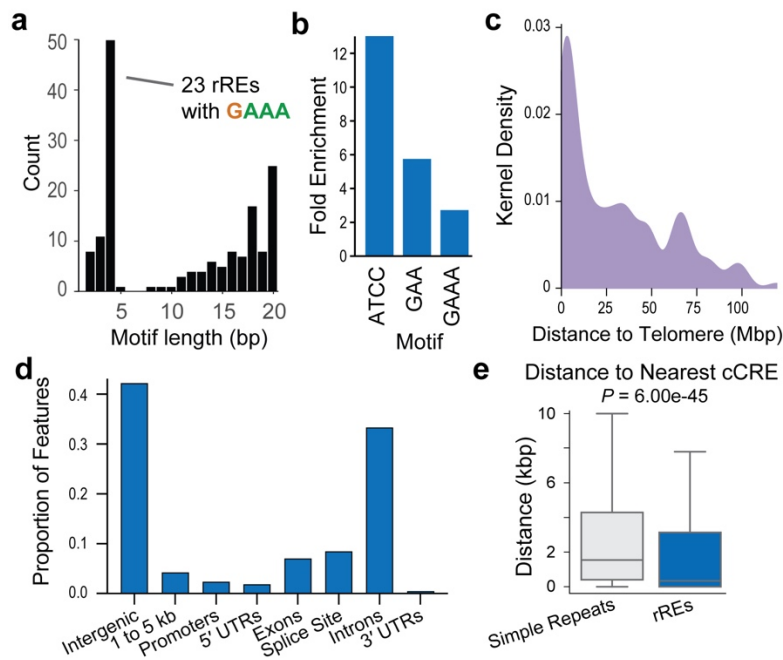 a
50
40
30
20
10
0
Count
23 rREs
with GAAA
5
10
15
20
Motif length (bp)
b
12
10
8
6
4
2
0
Fold Enrichment
ATCC
GAA
GAAA
Motif
c
0.03
0.02
0.01
0
Kernel Density
0
25
50
75
100
Distance to Telomere (Mbp)
d
0.4
0.3
0.1
0.0
Proportion of Features
Intergenic
1 to 5 kb
Promoters
5' UTRs
Exons
Splice Site
Introns
3' UTRs
e
Distance to Nearest cCRE
P = 6.00e-45
10
6
2
0
Distance (kbp)
Simple Repeats
rREs